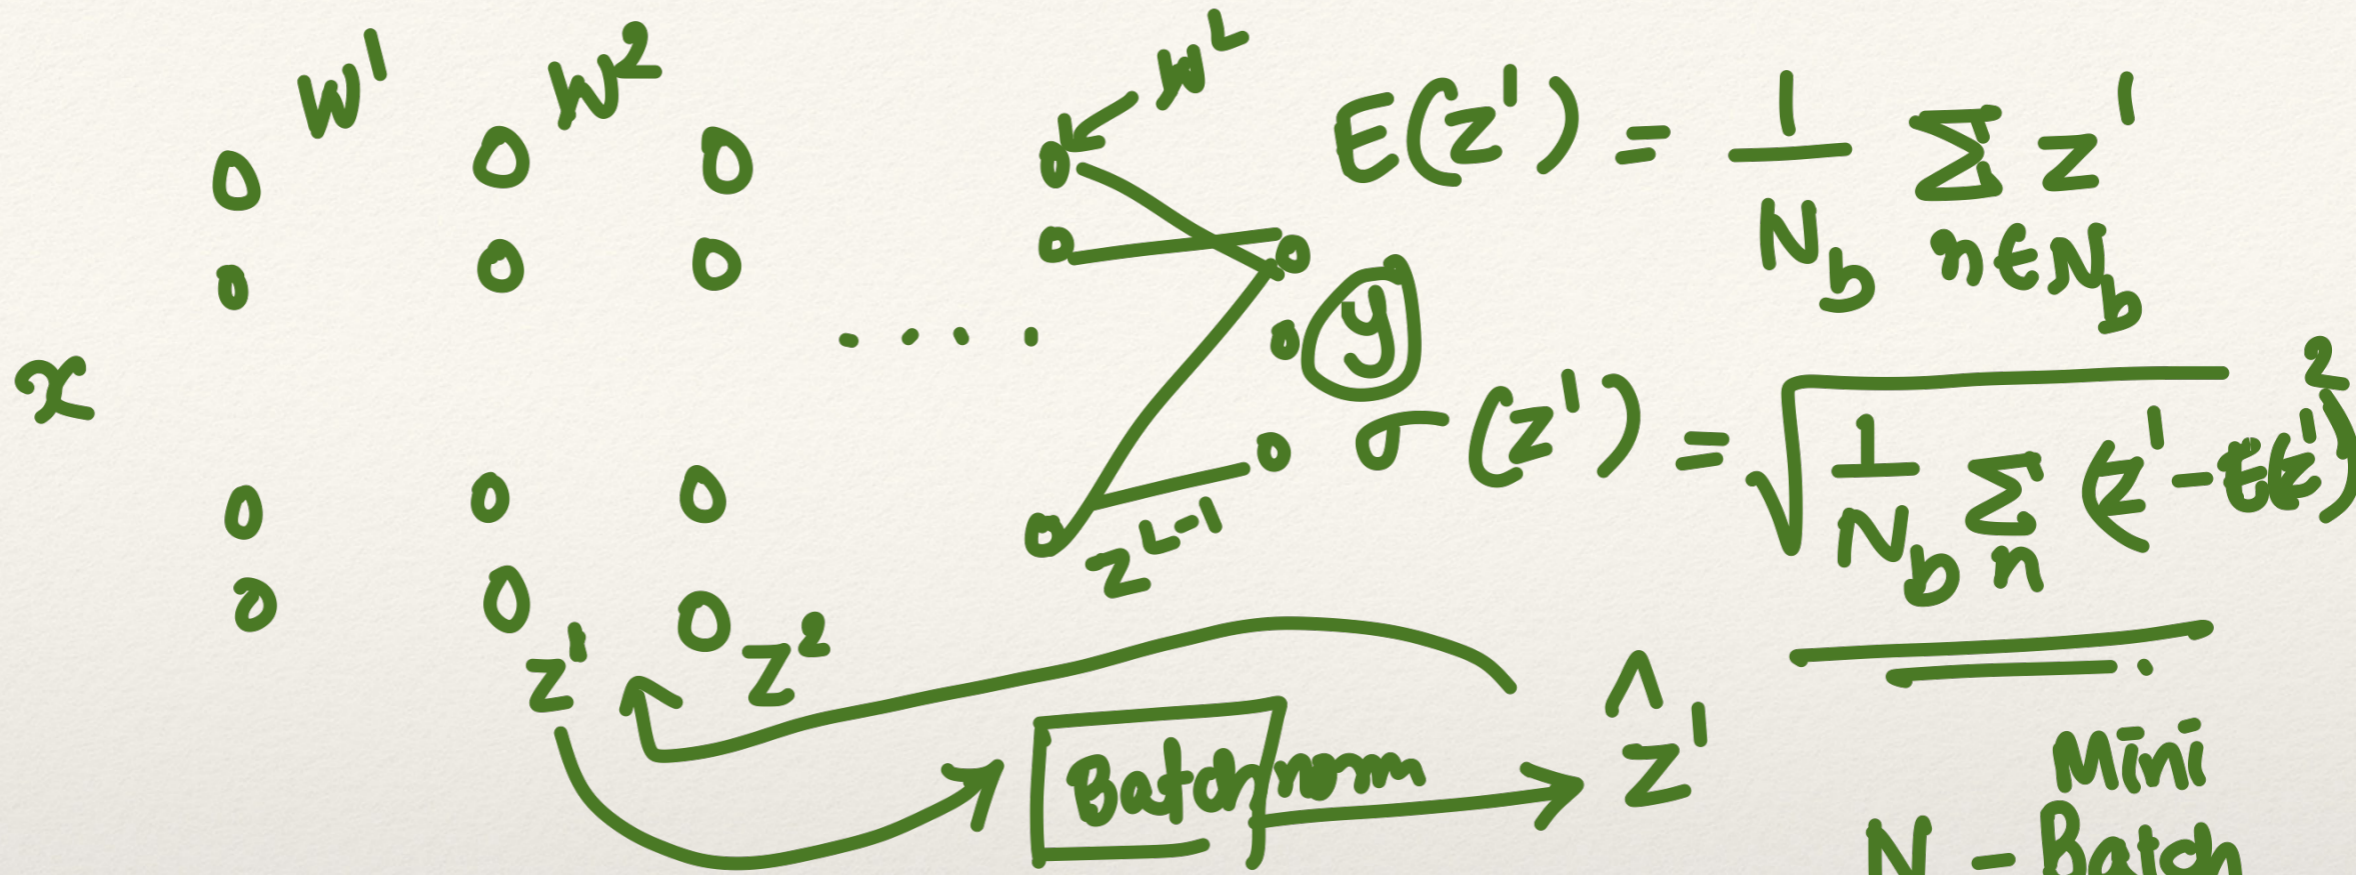 W¹ W² W^L
E(z¹) = 1/N_b Σ_{n∈N_b} z¹
x
. . . .
y
σ(z¹) = √(1/N_b Σ_n (z¹ - E(z¹))²)
z^{L-1}
z¹ z²
Batchnorm
ẑ¹
Mini
N - Batch